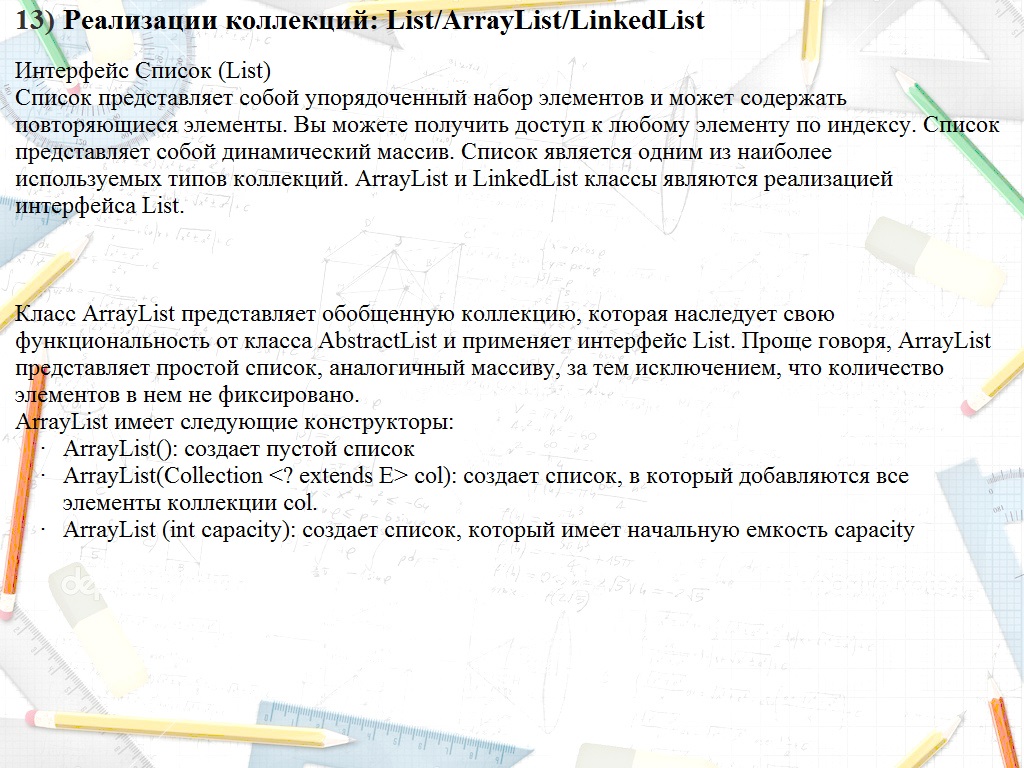 13) Реализации коллекций: List/ArrayList/LinkedList
Интерфейс Список (List)
Список представляет собой упорядоченный набор элементов и может содержать
повторяющиеся элементы. Вы можете получить доступ к любому элементу по индексу. Список
представляет собой динамический массив. Список является одним из наиболее
используемых типов коллекций. ArrayList и LinkedList классы являются реализацией
интерфейса List.
Класс ArrayList представляет обобщенную коллекцию, которая наследует свою
функциональность от класса AbstractList и применяет интерфейс List. Проще говоря, ArrayList
представляет простой список, аналогичный массиву, за тем исключением, что количество
элементов в нем не фиксировано.
ArrayList имеет следующие конструкторы:
· ArrayList(): создает пустой список
· ArrayList(Collection <? extends E> col): создает список, в который добавляются все
элементы коллекции col.
· ArrayList (int capacity): создает список, который имеет начальную емкость capacity